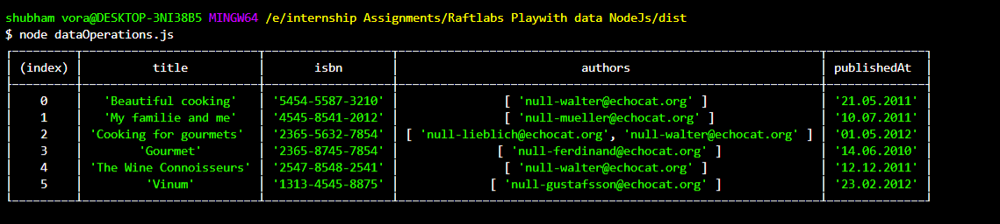 shubham vora@DESKTOP-3NI38B5 MINGW64 /e/internship Assignments/Raftlabs Playwith data NodeJs/dist
$ node dataOperations.js
(index) title isbn authors publishedAt
0 'Beautiful cooking' '5454-5587-3210' [ 'null-walter@echocat.org' ] '21.05.2011'
1 'My familie and me' '4545-8541-2012' [ 'null-mueller@echocat.org' ] '10.07.2011'
2 'Cooking for gourmets' '2365-5632-7854' [ 'null-lieblich@echocat.org', 'null-walter@echocat.org' ] '01.05.2012'
3 'Gourmet' '2365-8745-7854' [ 'null-ferdinand@echocat.org' ] '14.06.2010'
4 'The Wine Connoisseurs' '2547-8548-2541' [ 'null-walter@echocat.org' ] '12.12.2011'
5 'Vinum' '1313-4545-8875' [ 'null-gustafsson@echocat.org' ] '23.02.2012'